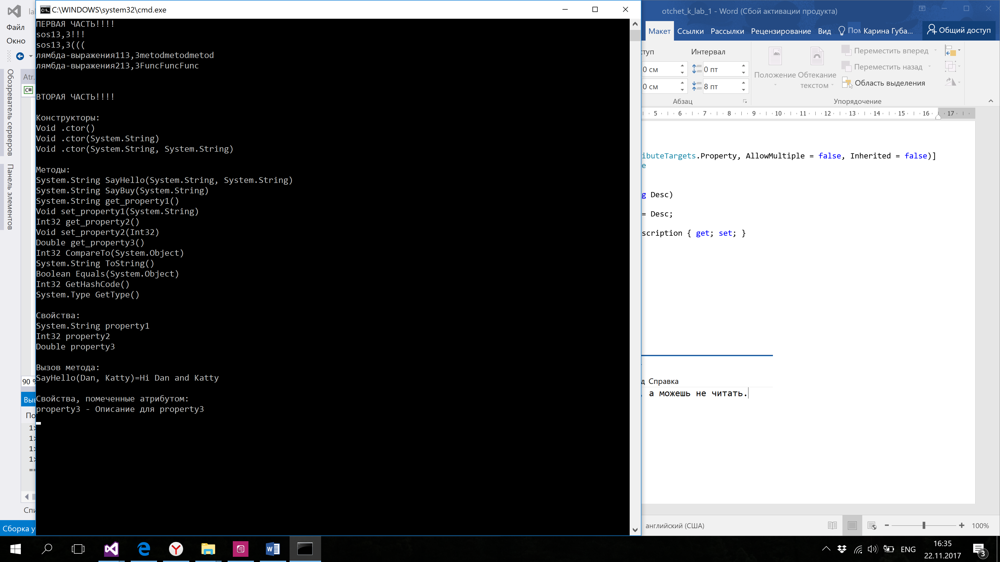 lab
Файл
Окно
Обозреватель серверов
Панель элементов
Atr.
C#
90 %
Выв
По
1>
1>
1>
1>
==
Спи
Сборка у
C:\WINDOWS\system32\cmd.exe
ПЕРВАЯ ЧАСТЬ!!!!
sos13,3!!!
sos13,3(((
лямбда-выражения113,3metodmetodmetod
лямбда-выражения213,3FuncFuncFunc
ВТОРАЯ ЧАСТЬ!!!!
Конструкторы:
Void .ctor()
Void .ctor(System.String)
Void .ctor(System.String, System.String)
Методы:
System.String SayHello(System.String, System.String)
System.String SayBuy(System.String)
System.String get_property1()
Void set_property1(System.String)
Int32 get_property2()
Void set_property2(Int32)
Double get_property3()
Int32 CompareTo(System.Object)
System.String ToString()
Boolean Equals(System.Object)
Int32 GetHashCode()
System.Type GetType()
Свойства:
System.String property1
Int32 property2
Double property3
Вызов метода:
SayHello(Dan, Katty)=Hi Dan and Katty
Свойства, помеченные атрибутом:
property3 - Описание для property3
otchet_k_lab_1 - Word (Сбой активации продукта)
Макет Ссылки Рассылки Рецензирование Вид Пом Карина Губа... Общий доступ
ступ Интервал
0 см 0 пт
0 см 8 пт
Абзац
Положение Обтекание
текстом
Переместить вперед
Переместить назад
Область выделения
Упорядочение
5 6 7 8 9 10 11 12 13 14 15 16 17
ibuteTargets.Property, AllowMultiple = false, Inherited = false)]
e
g Desc)
= Desc;
scription { get; set; }
д Справка
, а можешь не читать.
английский (США)
100%
ENG
16:35
22.11.2017
3